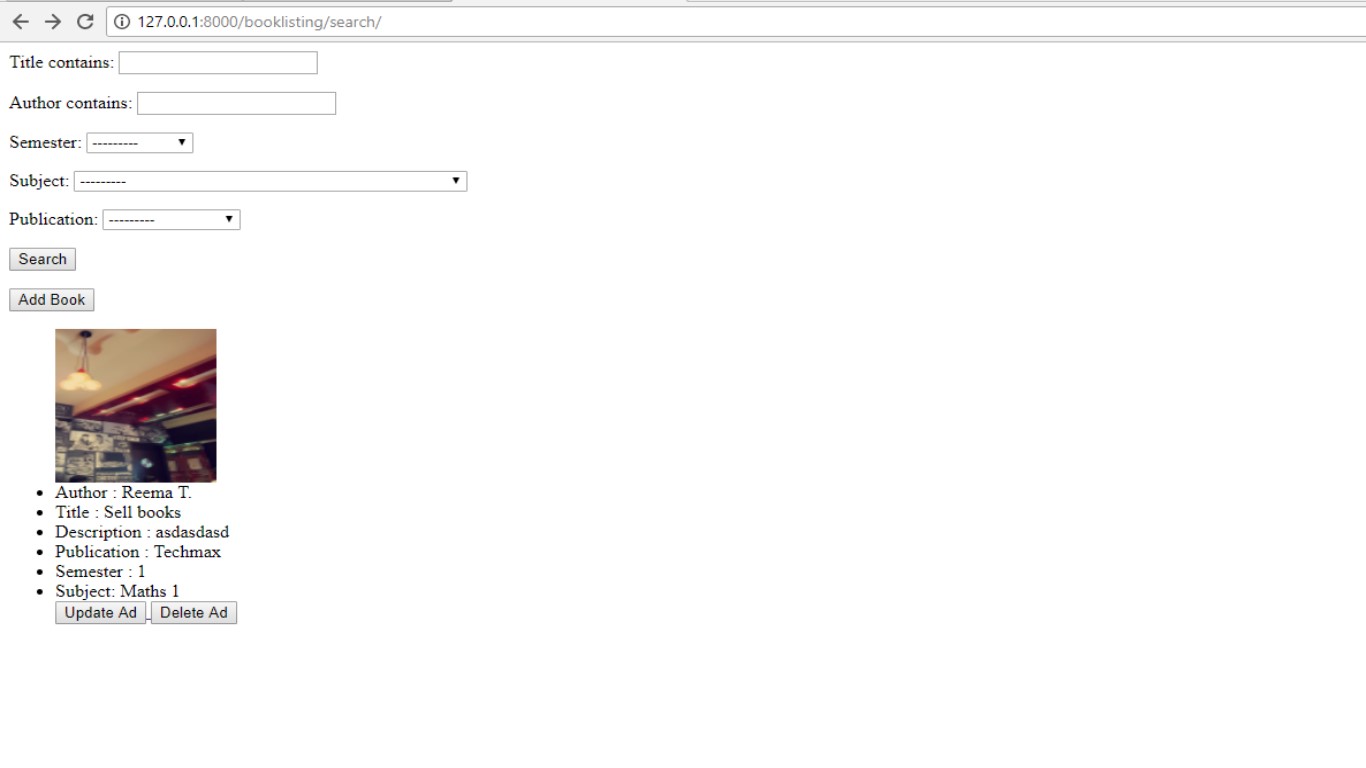 127.0.0.1:8000/booklisting/search/
Title contains:
Author contains:
Semester: ---------
Subject: ---------
Publication: ---------
Search
Add Book
Author : Reema T.
Title : Sell books
Description : asdasdasd
Publication : Techmax
Semester : 1
Subject: Maths 1
Update Ad Delete Ad